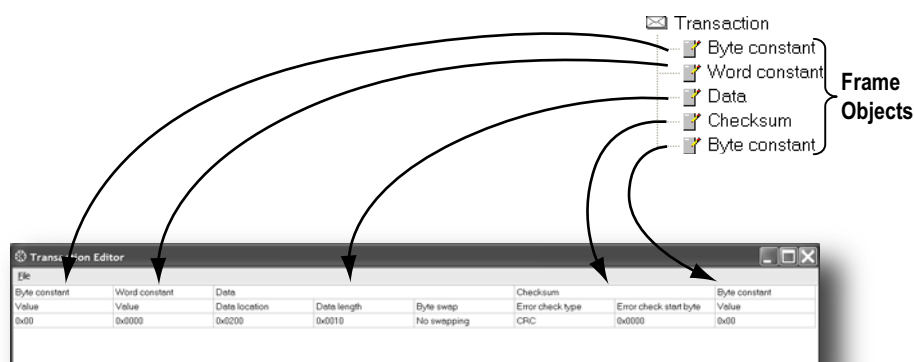 Transaction
Byte constant
Word constant
Data
Checksum
Byte constant
Frame
Objects
Transaction Editor
File
Byte constant Word constant Data Checksum Byte constant
Value Value Data location Data length Byte swap Error check type Error check start byte Value
0x00 0x0000 0x0200 0x0010 No swapping CRC 0x0000 0x00